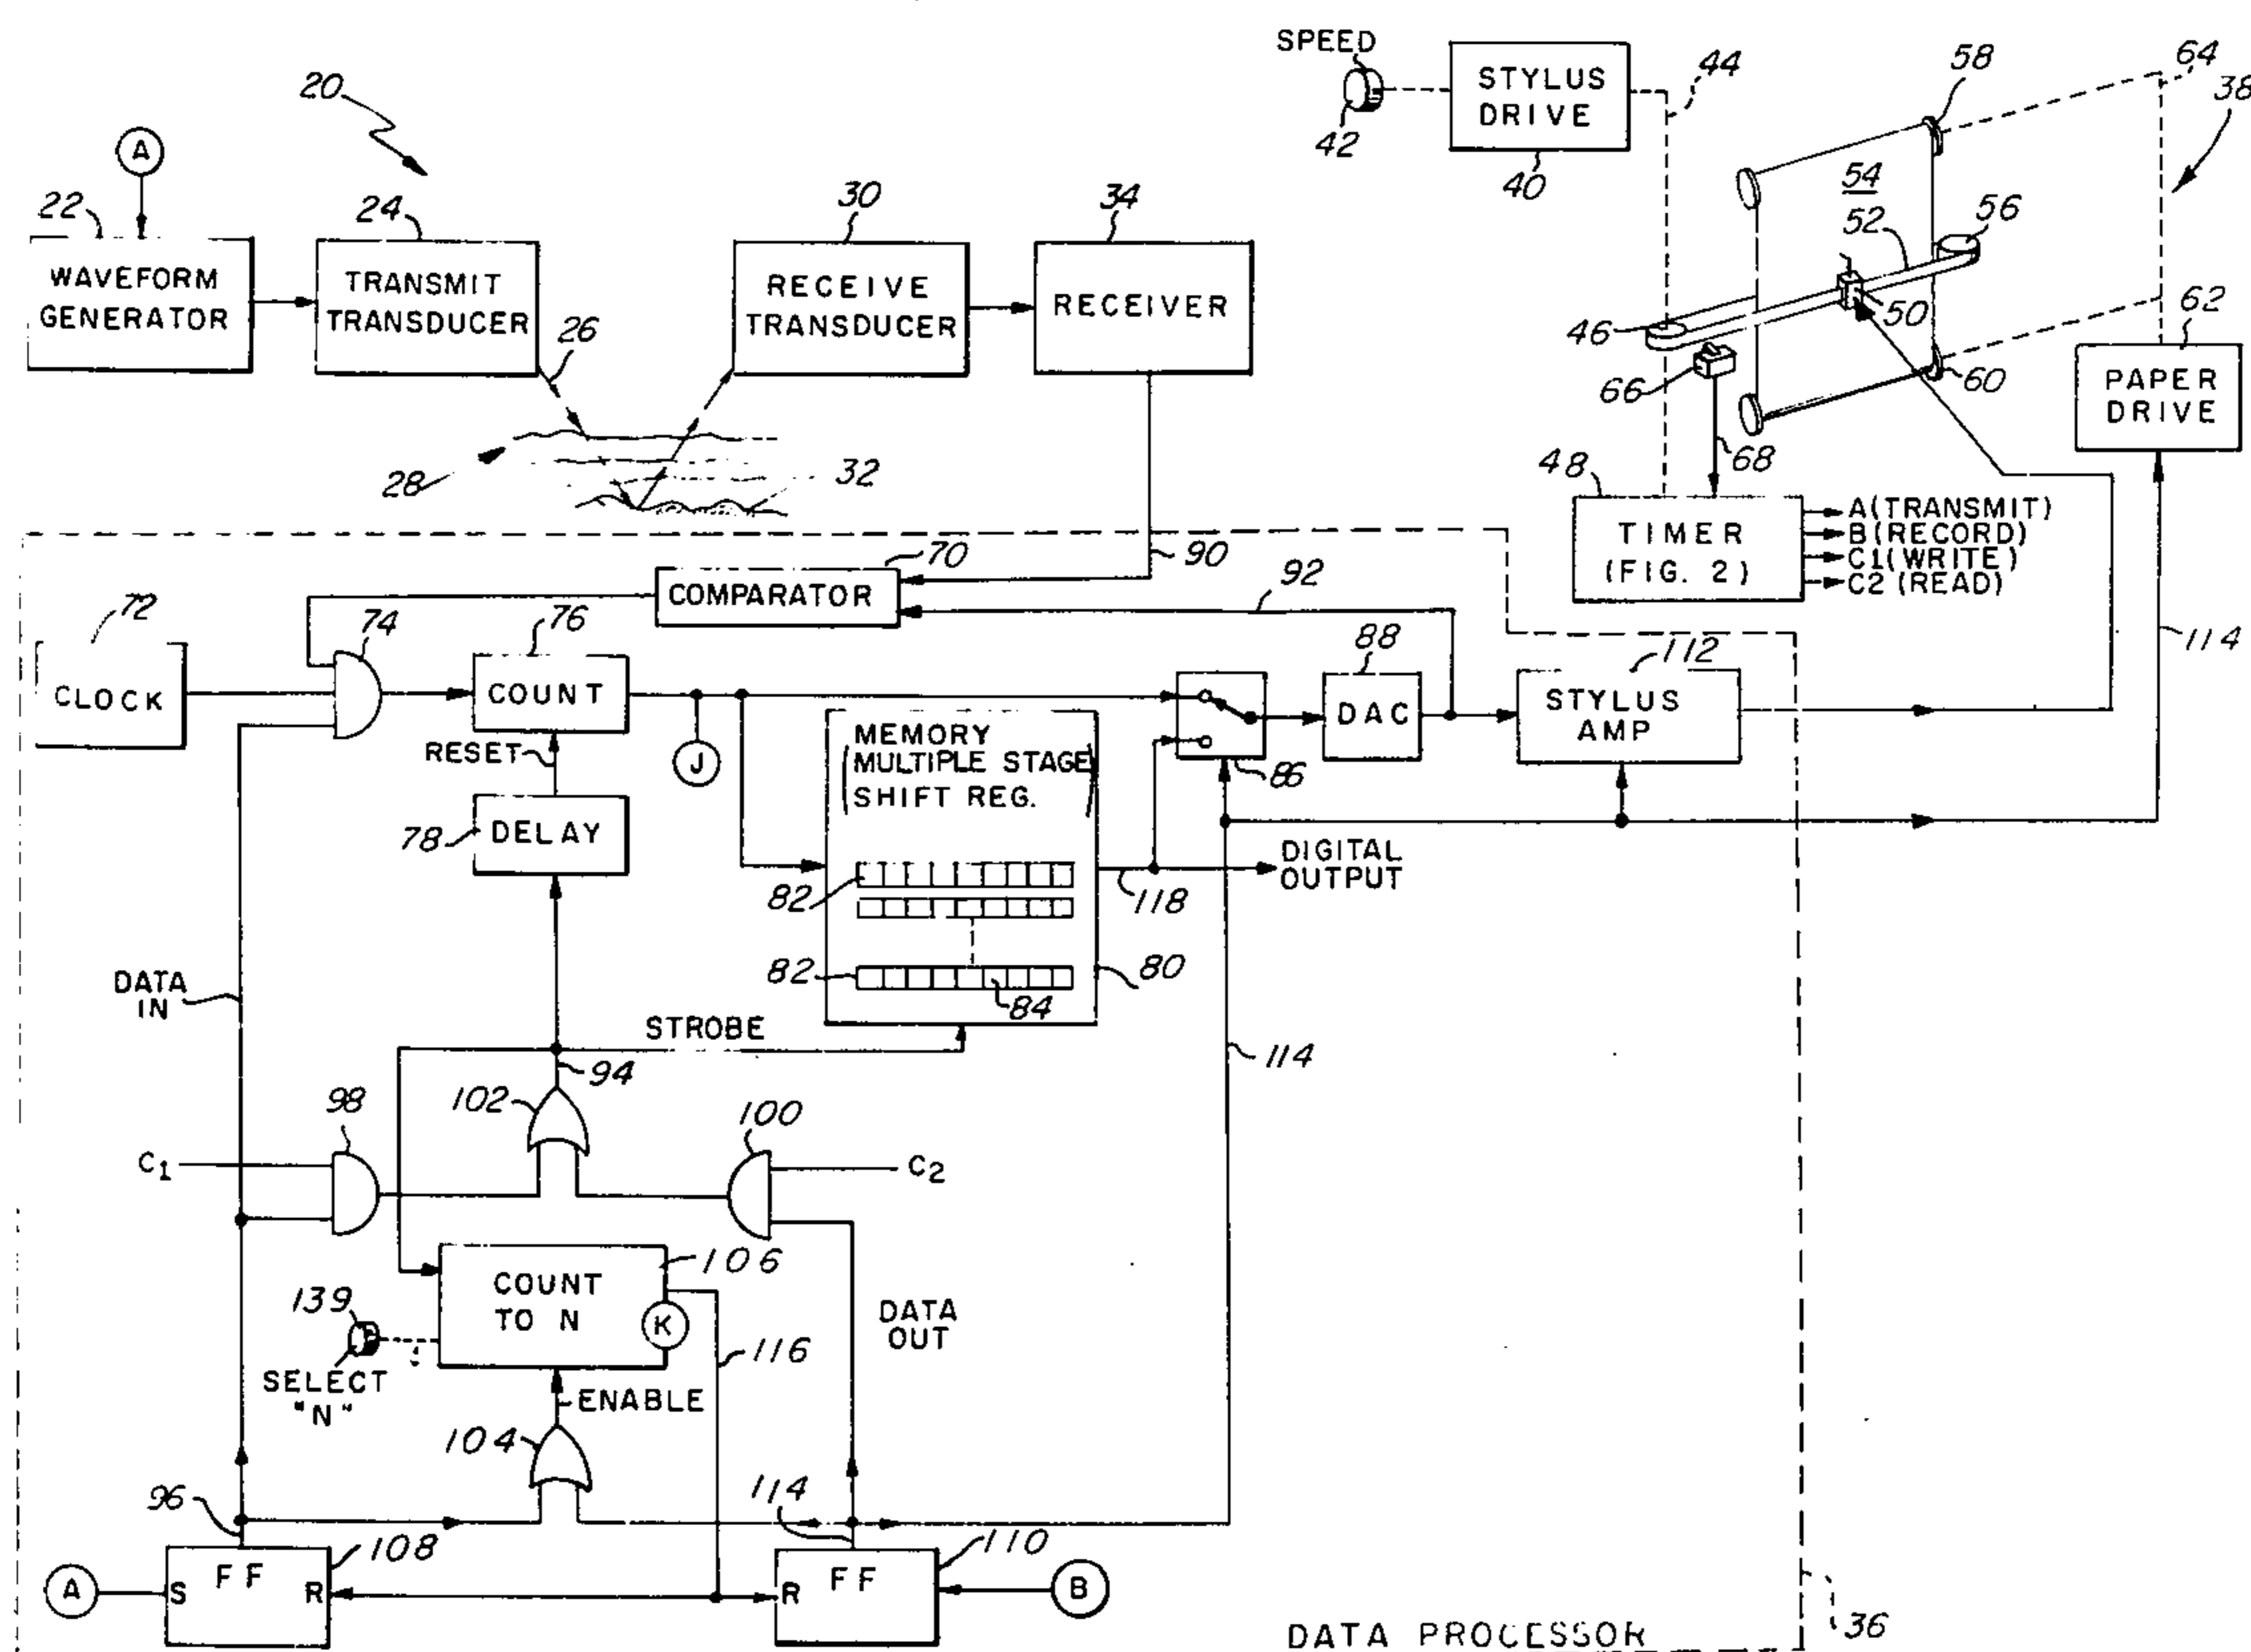 SPEED
42
STYLUS
DRIVE
40
44
58
64
38
20
A
22
WAVEFORM
GENERATOR
24
TRANSMIT
TRANSDUCER
26
30
RECEIVE
TRANSDUCER
34
RECEIVER
28
32
54
52
56
46
50
60
62
PAPER
DRIVE
66
68
48
TIMER
(FIG. 2)
A(TRANSMIT)
B(RECORD)
C1(WRITE)
C2(READ)
114
90
70
COMPARATOR
92
72
CLOCK
74
76
COUNT
RESET
J
78
DELAY
MEMORY
MULTIPLE STAGE
SHIFT REG.
82
82
84
80
86
88
DAC
112
STYLUS
AMP
118
DIGITAL
OUTPUT
DATA
IN
STROBE
94
114
98
102
100
C1
C2
106
COUNT
TO N
K
139
SELECT
"N"
116
DATA
OUT
ENABLE
104
96
114
108
S FF R
A
110
R FF
B
DATA PROCESSOR
36